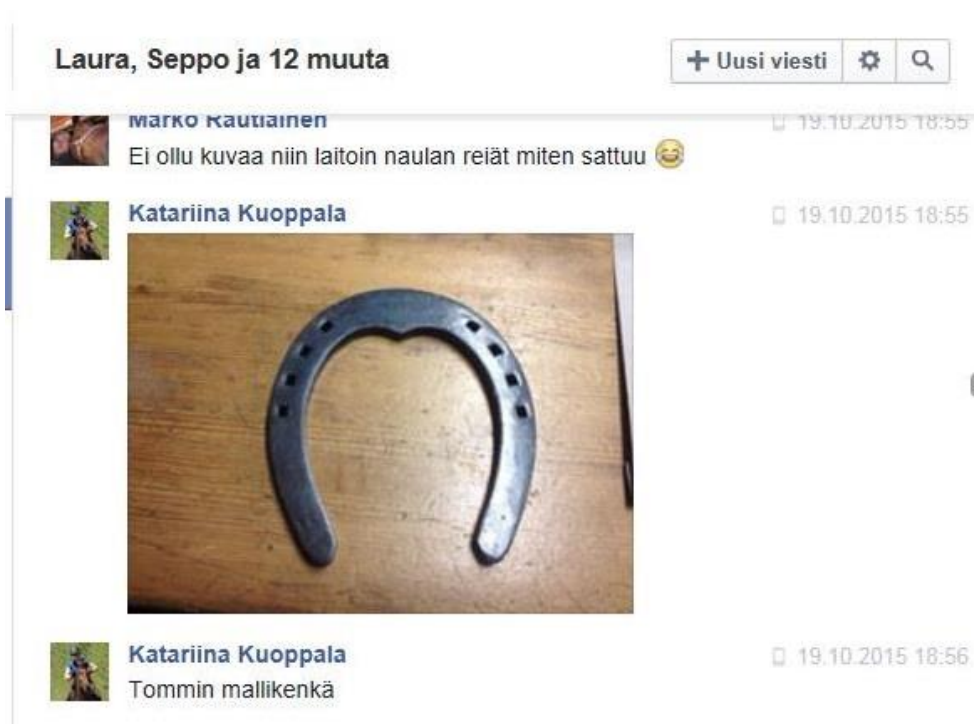 Laura, Seppo ja 12 muuta
+ Uusi viesti
Marko Rautiainen
19.10.2015 18:55
Ei ollu kuvaa niin laitoin naulan reiät miten sattuu 😂
Katariina Kuoppala
19.10.2015 18:55
Katariina Kuoppala
19.10.2015 18:56
Tommin mallikenkä